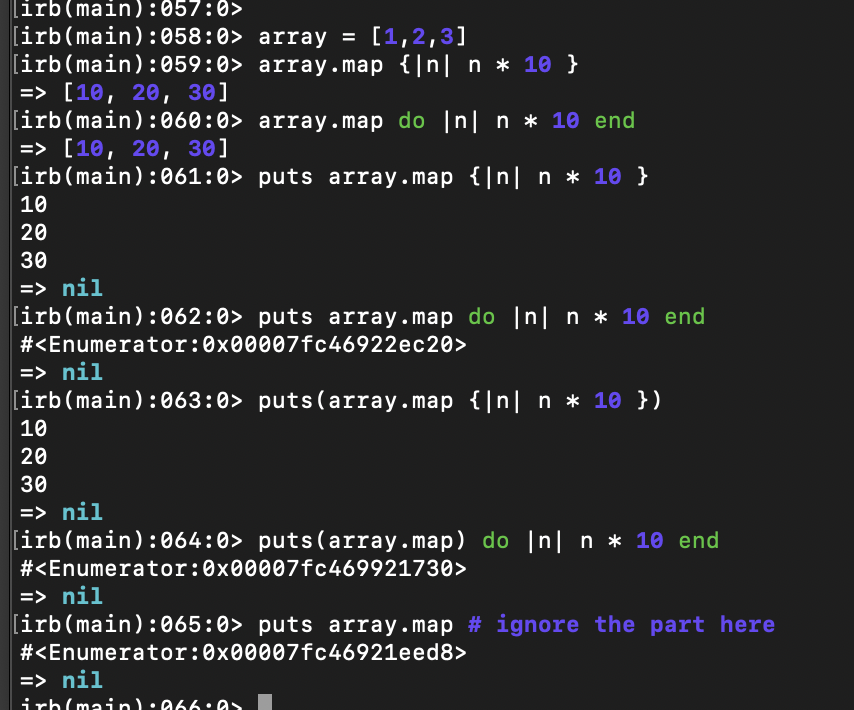 [irb(main):057:0>
[irb(main):058:0> array = [1,2,3]
[irb(main):059:0> array.map {|n| n * 10 }
=> [10, 20, 30]
[irb(main):060:0> array.map do |n| n * 10 end
=> [10, 20, 30]
[irb(main):061:0> puts array.map {|n| n * 10 }
10
20
30
=> nil
[irb(main):062:0> puts array.map do |n| n * 10 end
#<Enumerator:0x00007fc46922ec20>
=> nil
[irb(main):063:0> puts(array.map {|n| n * 10 })
10
20
30
=> nil
[irb(main):064:0> puts(array.map) do |n| n * 10 end
#<Enumerator:0x00007fc469921730>
=> nil
[irb(main):065:0> puts array.map # ignore the part here
#<Enumerator:0x00007fc46921eed8>
=> nil
irb(main):066:0>